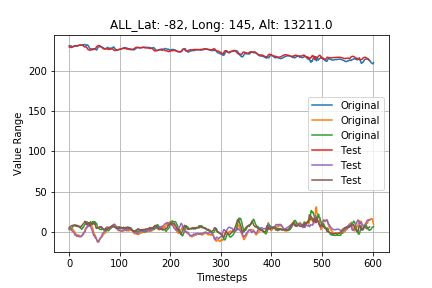 ALL_Lat: -82, Long: 145, Alt: 13211.0
Value Range
200
150
100
50
0
Original
Original
Original
Test
Test
Test
0 100 200 300 400 500 600
Timesteps